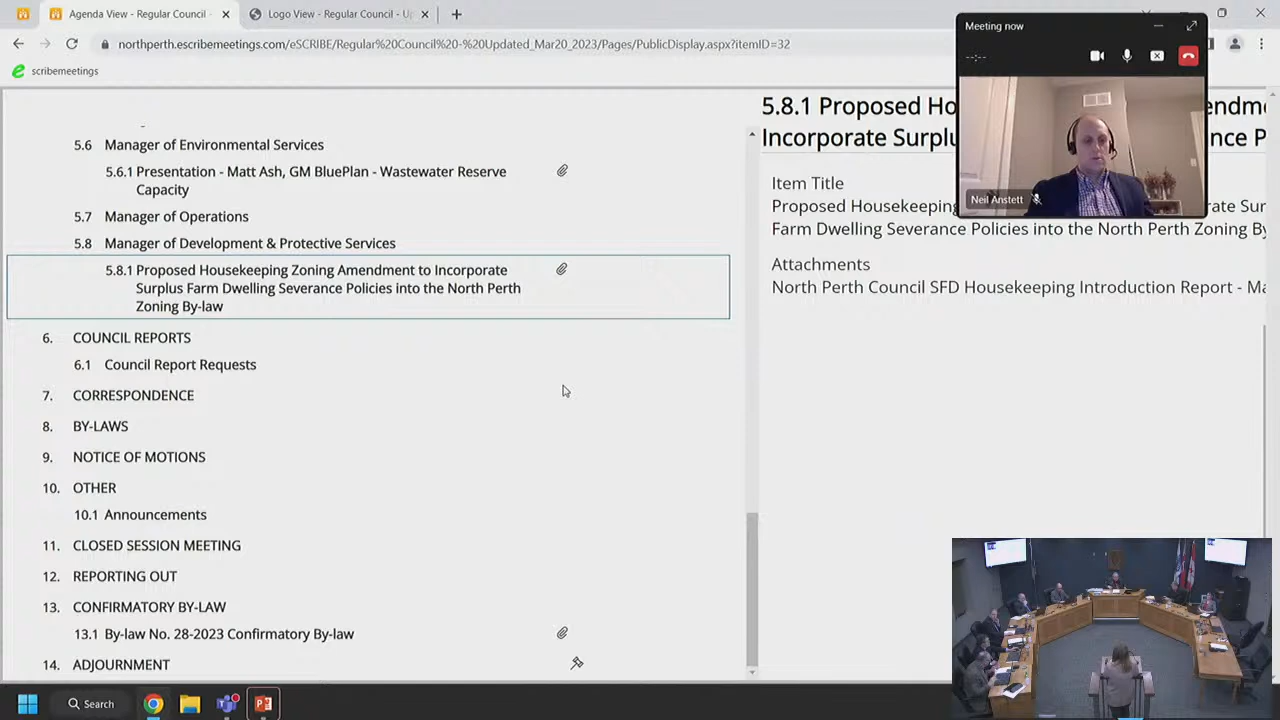 Agenda View - Regular Council -
Logo View - Regular Council - Up
northperth.escribemeetings.com/eSCRIBE/Regular%20Council%20-%20Updated_Mar20_2023/Pages/PublicDisplay.aspx?itemID=32
scribemeetings
Meeting now
--:--
Neil Anstett
5.6 Manager of Environmental Services
5.6.1 Presentation - Matt Ash, GM BluePlan - Wastewater Reserve
Capacity
5.7 Manager of Operations
5.8 Manager of Development & Protective Services
5.8.1 Proposed Housekeeping Zoning Amendment to Incorporate
Surplus Farm Dwelling Severance Policies into the North Perth
Zoning By-law
6. COUNCIL REPORTS
6.1 Council Report Requests
7. CORRESPONDENCE
8. BY-LAWS
9. NOTICE OF MOTIONS
10. OTHER
10.1 Announcements
11. CLOSED SESSION MEETING
12. REPORTING OUT
13. CONFIRMATORY BY-LAW
13.1 By-law No. 28-2023 Confirmatory By-law
14. ADJOURNMENT
5.8.1 Proposed Ho
Incorporate Surplus
Item Title
Proposed Housekeeping
Farm Dwelling Severance Policies into the North Perth Zoning By
Attachments
North Perth Council SFD Housekeeping Introduction Report - Ma
Search